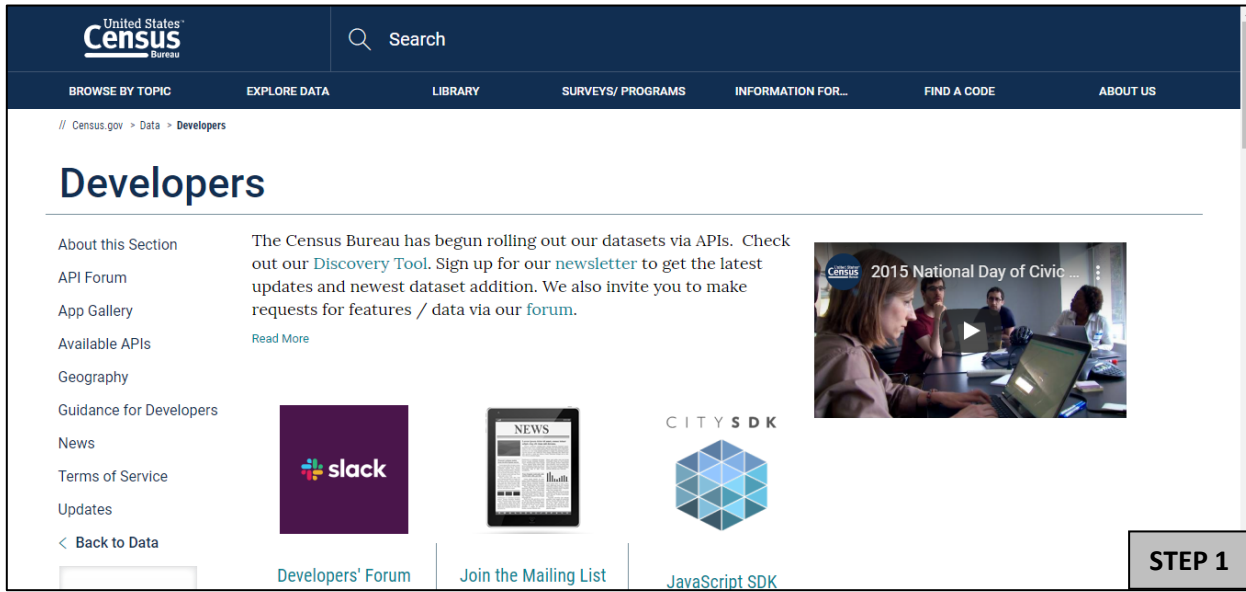 United States™
Census
Bureau
Search
BROWSE BY TOPIC
EXPLORE DATA
LIBRARY
SURVEYS/ PROGRAMS
INFORMATION FOR...
FIND A CODE
ABOUT US
// Census.gov > Data > Developers
Developers
About this Section
API Forum
App Gallery
Available APIs
Geography
Guidance for Developers
News
Terms of Service
Updates
< Back to Data
The Census Bureau has begun rolling out our datasets via APIs. Check
out our Discovery Tool. Sign up for our newsletter to get the latest
updates and newest dataset addition. We also invite you to make
requests for features / data via our forum.
Read More
United States
Census
2015 National Day of Civic ...
slack
NEWS
CITY SDK
Developers' Forum
Join the Mailing List
JavaScript SDK
STEP 1